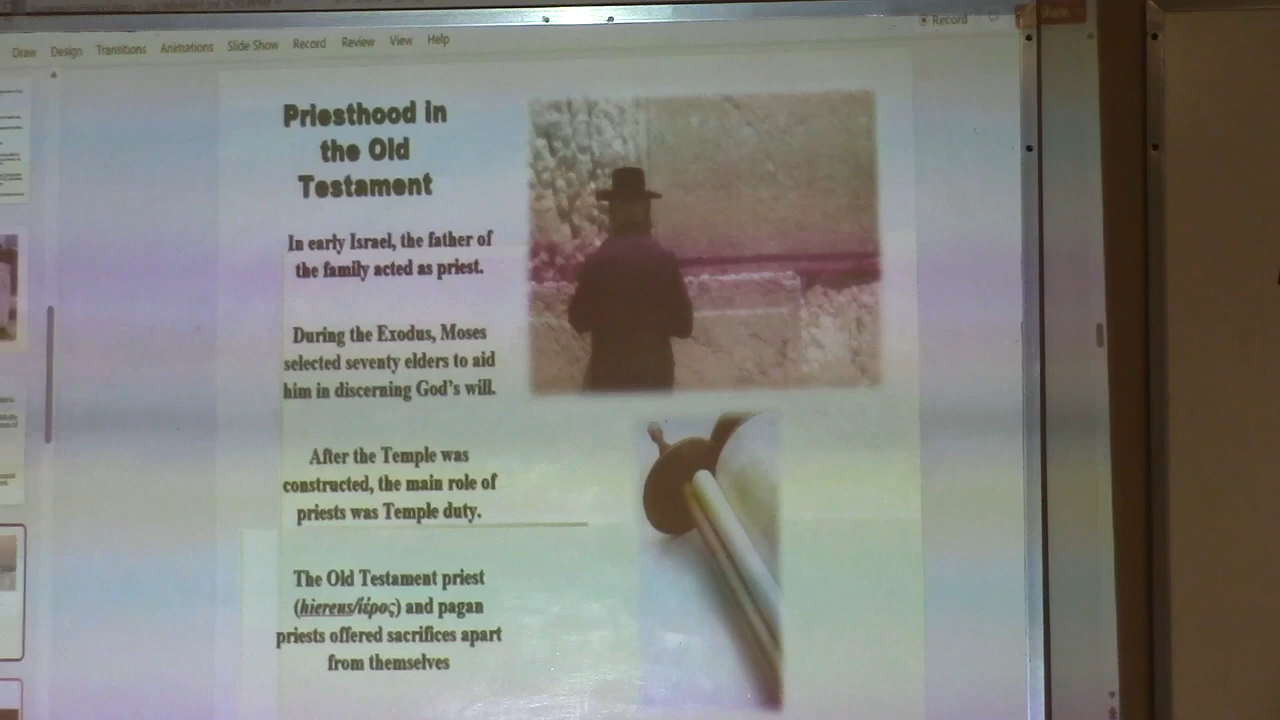 Record
Share
Draw Design Transitions Animations Slide Show Record Review View Help
Priesthood in
the Old
Testament
In early Israel, the father of
the family acted as priest.
During the Exodus, Moses
selected seventy elders to aid
him in discerning God's will.
After the Temple was
constructed, the main role of
priests was Temple duty.
The Old Testament priest
(hiereus/ἱέρος) and pagan
priests offered sacrifices apart
from themselves